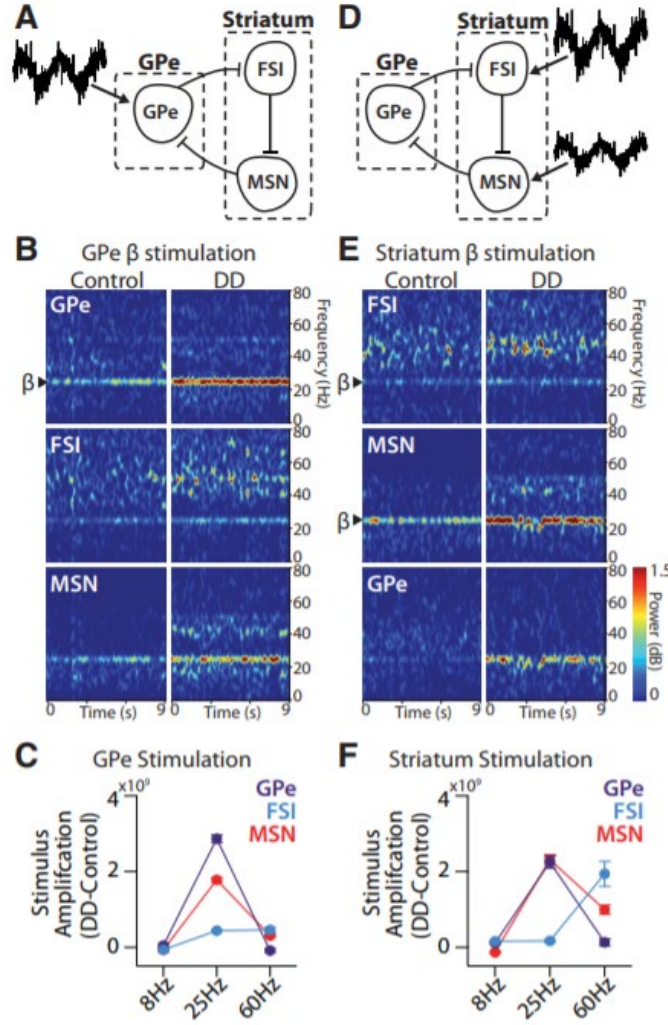 A
Striatum
GPe
FSI
GPe
MSN
D
Striatum
GPe
FSI
GPe
MSN
B
GPe β stimulation
Control DD
GPe
FSI
MSN
β
80
60
40
20
0
80
60
40
20
0
80
60
40
20
0
Frequency (Hz)
0 Time (s) 9 0 Time (s) 9
E
Striatum β stimulation
Control DD
FSI
MSN
GPe
β
β
80
60
40
20
0
80
60
40
20
0
80
60
40
20
0
Frequency (Hz)
1.5
Power (dB)
0
0 Time (s) 9 0 Time (s) 9
C
GPe Stimulation
x10⁹
4
2
0
Stimulus
Amplifcation
(DD-Control)
GPe
FSI
MSN
8Hz
25Hz
60Hz
F
Striatum Stimulation
x10⁹
4
2
0
Stimulus
Amplifcation
(DD-Control)
GPe
FSI
MSN
8Hz
25Hz
60Hz